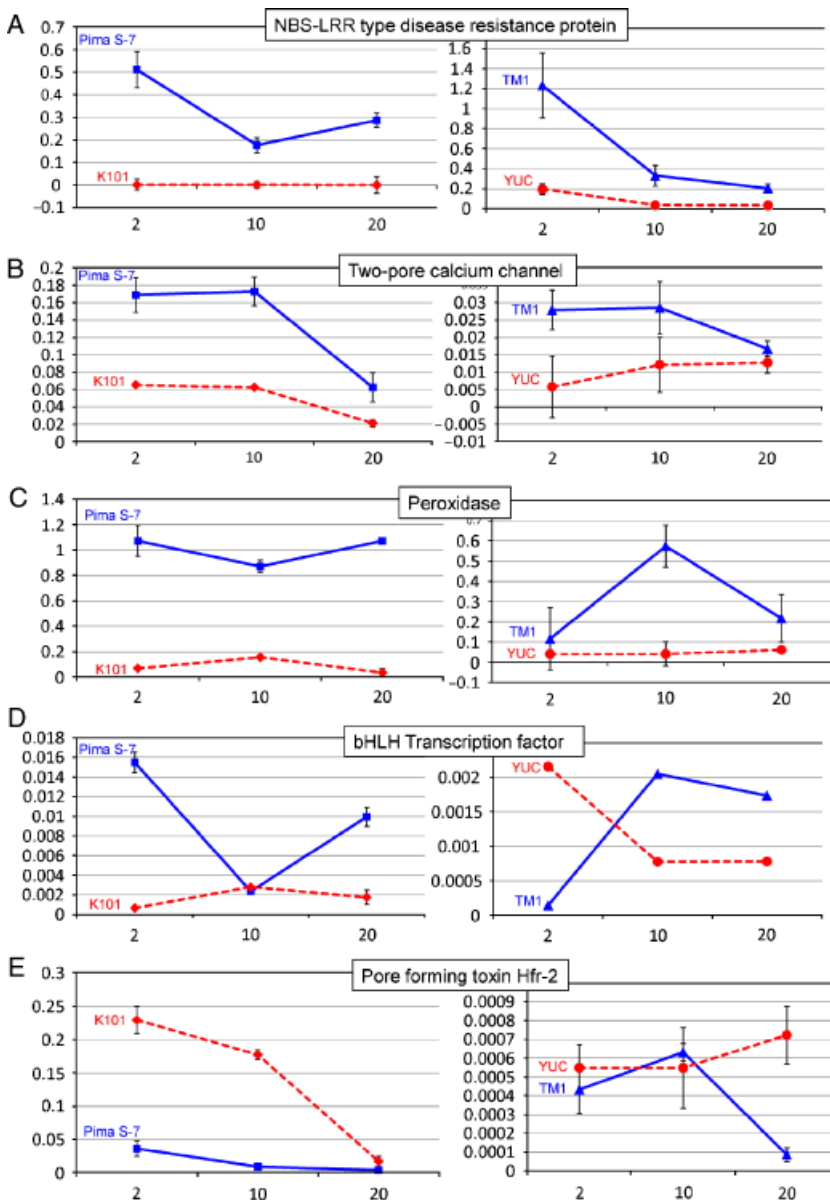 A
NBS-LRR type disease resistance protein
0.7
0.6
0.5
0.4
0.3
0.2
0.1
0
−0.1
Pima S-7
K101
2 10 20
1.6
1.4
1.2
1
0.8
0.6
0.4
0.2
0
TM1
YUC
2 10 20
B
Two-pore calcium channel
0.2
0.18
0.16
0.14
0.12
0.1
0.08
0.06
0.04
0.02
0
Pima S-7
K101
2 10 20
0.03
0.025
0.02
0.015
0.01
0.005
0
−0.005
−0.01
TM1
YUC
2 10 20
C
Peroxidase
1.4
1.2
1
0.8
0.6
0.4
0.2
0
Pima S-7
K101
2 10 20
0.6
0.5
0.4
0.3
0.2
0.1
0
−0.1
TM1
YUC
2 10 20
D
bHLH Transcription factor
0.018
0.016
0.014
0.012
0.01
0.008
0.006
0.004
0.002
0
Pima S-7
K101
2 10 20
0.002
0.0015
0.001
0.0005
0
YUC
TM1
2 10 20
E
Pore forming toxin Hfr-2
0.3
0.25
0.2
0.15
0.1
0.05
0
K101
Pima S-7
2 10 20
0.0009
0.0008
0.0007
0.0006
0.0005
0.0004
0.0003
0.0002
0.0001
0
YUC
TM1
2 10 20